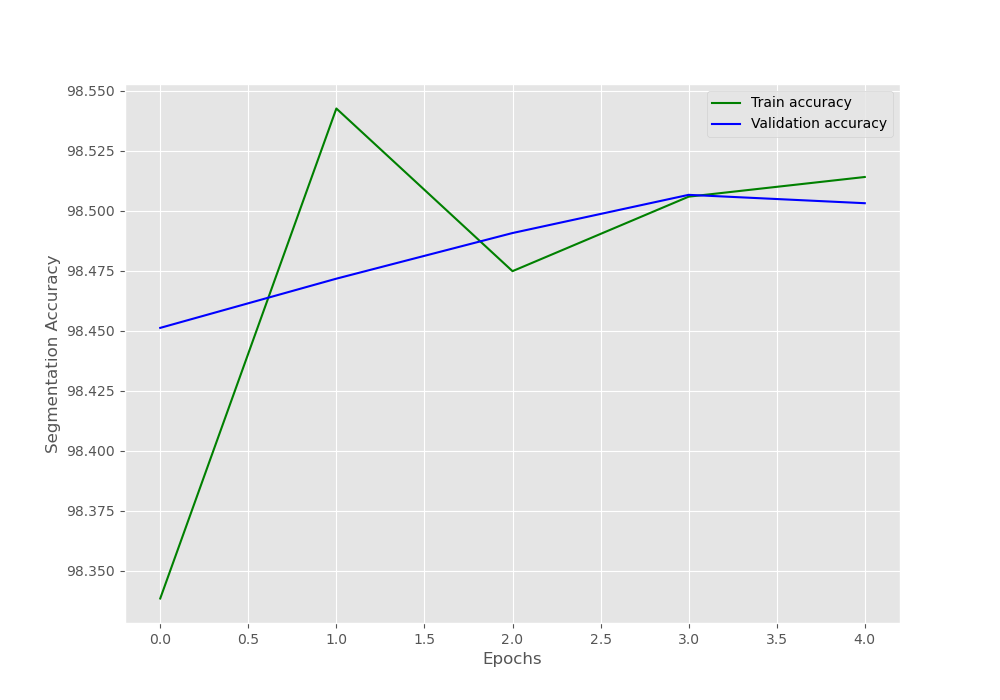 98.550
98.525
98.500
98.475
98.450
98.425
98.400
98.375
98.350
Segmentation Accuracy
Train accuracy
Validation accuracy
0.0 0.5 1.0 1.5 2.0 2.5 3.0 3.5 4.0
Epochs